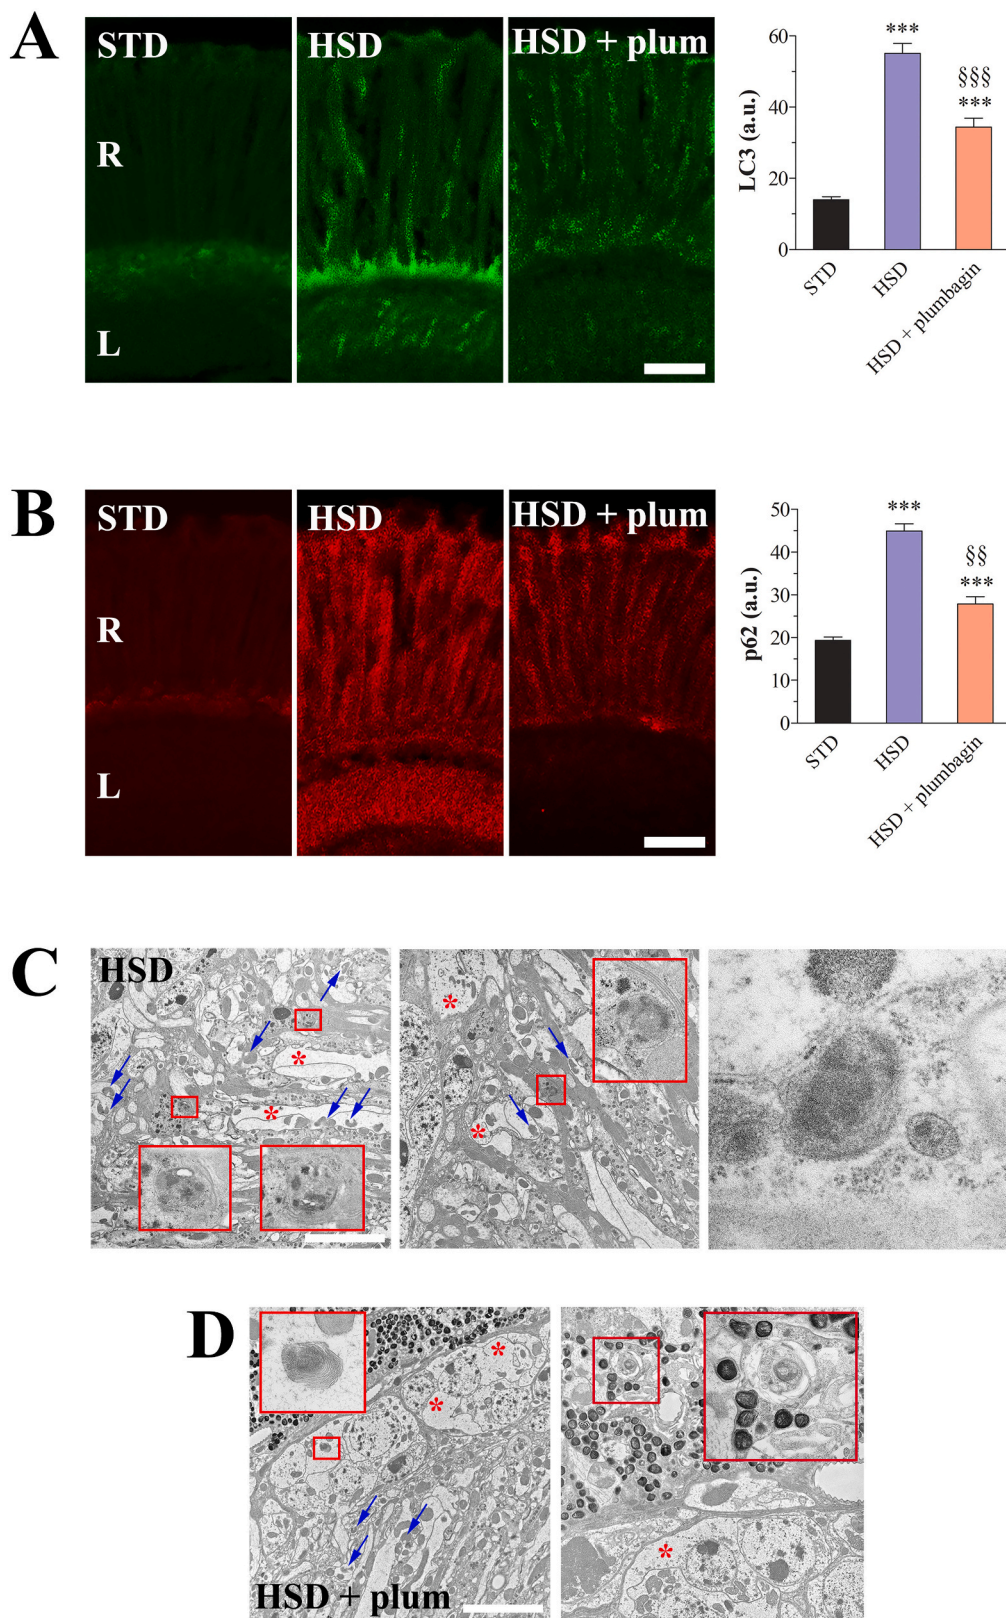 A
STD
HSD
HSD + plum
R
L
LC3 (a.u.)
60
40
20
0
***
§§§
***
STD
HSD
HSD + plumbagin
B
STD
HSD
HSD + plum
R
L
p62 (a.u.)
50
40
30
20
10
0
***
§§
***
STD
HSD
HSD + plumbagin
C
HSD
*
*
*
*
D
*
*
*
HSD + plum